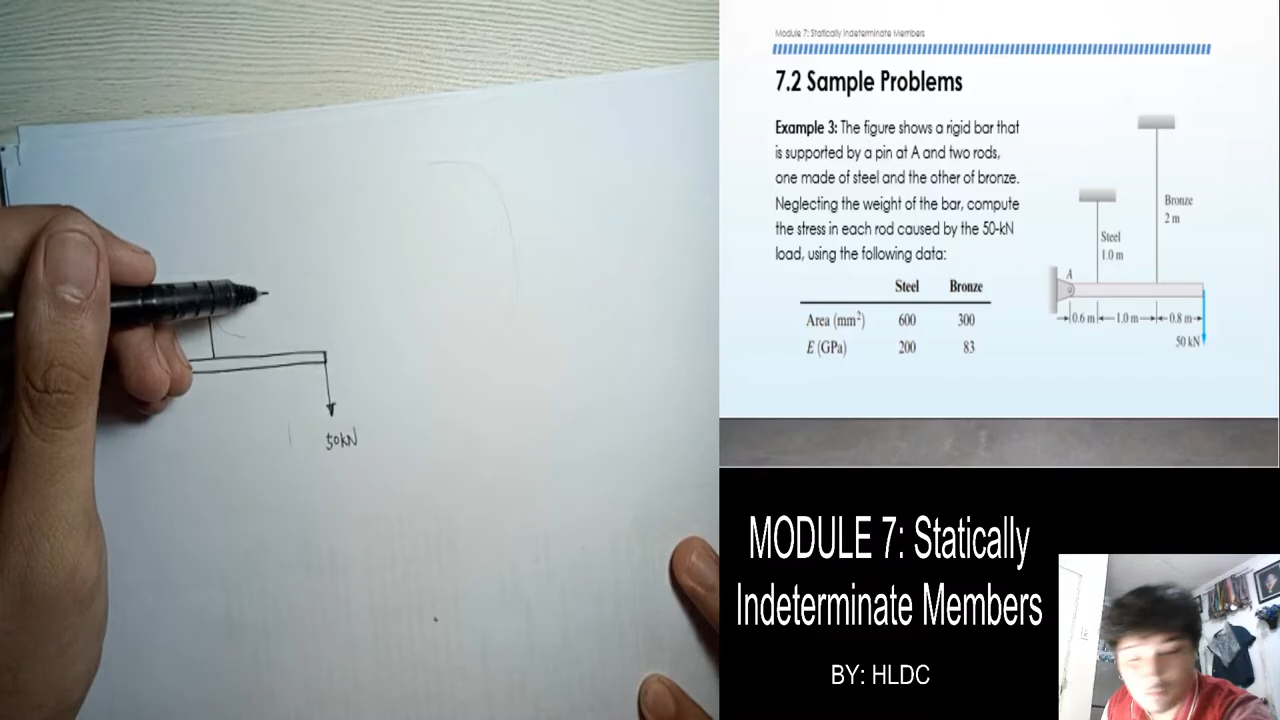 50kN
Module 7: Statically Indeterminate Members
7.2 Sample Problems
Example 3: The figure shows a rigid bar that
is supported by a pin at A and two rods,
one made of steel and the other of bronze.
Neglecting the weight of the bar, compute
the stress in each rod caused by the 50-kN
load, using the following data:
Steel Bronze
Area (mm²) 600 300
E (GPa) 200 83
Bronze
2 m
Steel
1.0 m
A
0.6 m 1.0 m 0.8 m
50 kN
MODULE 7: Statically
Indeterminate Members
BY: HLDC